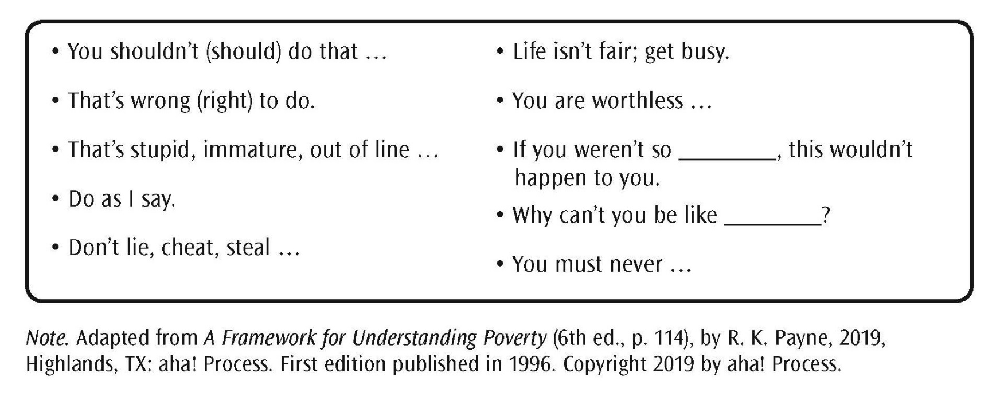 • You shouldn’t (should) do that …
• That’s wrong (right) to do.
• That’s stupid, immature, out of line …
• Do as I say.
• Don’t lie, cheat, steal …
• Life isn’t fair; get busy.
• You are worthless …
• If you weren’t so ________, this wouldn’t
happen to you.
• Why can’t you be like ________?
• You must never …
Note. Adapted from A Framework for Understanding Poverty (6th ed., p. 114), by R. K. Payne, 2019,
Highlands, TX: aha! Process. First edition published in 1996. Copyright 2019 by aha! Process.